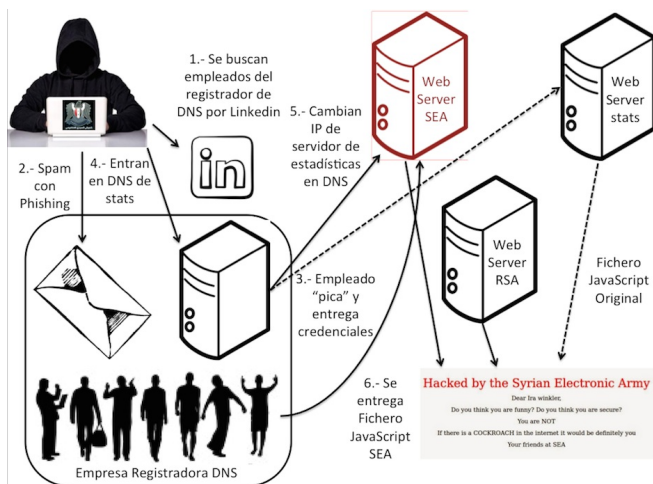 1.- Se buscan
empleados del
registrador de
DNS por Linkedin
in
2.- Spam
con
Phishing
4.- Entran
en DNS de
stats
5.- Cambian
IP de
servidor de
estadísticas
en DNS
Web
Server
SEA
Web
Server
stats
3.- Empleado
“pica” y
entrega
credenciales
Web
Server
RSA
Fichero
JavaScript
Original
6.- Se
entrega
Fichero
JavaScript
SEA
Empresa Registradora DNS
Hacked by the Syrian Electronic Army
Dear Ira winkler,
Do you think you are funny? Do you think you are secure?
You are NOT
If there is a COCKROACH in the internet it would be definitely you
Your friends at SEA